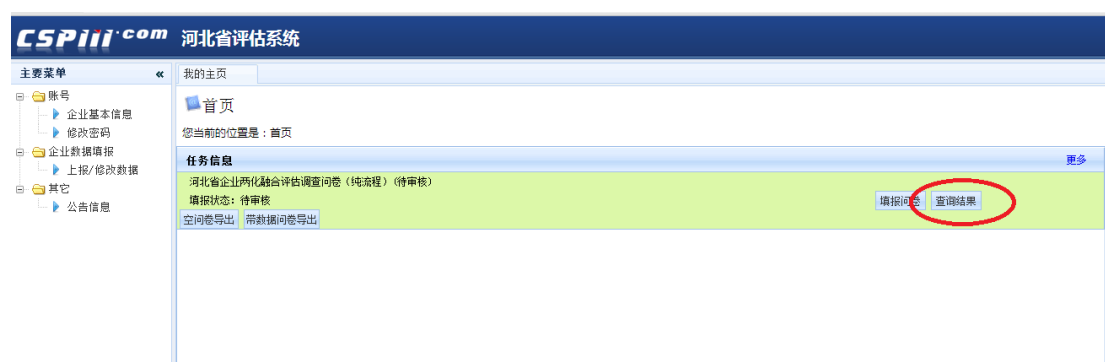 CSPiii.com 河北省评估系统
主要菜单 «
我的主页
账号
企业基本信息
修改密码
企业数据填报
上报/修改数据
其它
公告信息
首页
您当前的位置是：首页
任务信息 更多
河北省企业两化融合评估调查问卷（纯流程）(待审核)
填报状态：待审核
填报问卷 查询结果
空问卷导出 带数据问卷导出